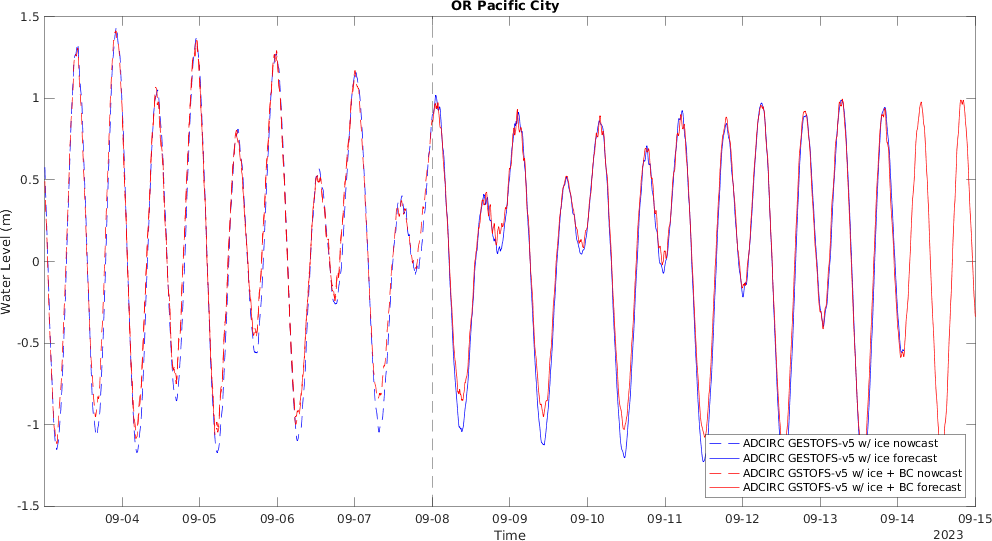 OR Pacific City
1.5
1
0.5
0
-0.5
-1
-1.5
Water Level (m)
ADCIRC GESTOFS-v5 w/ ice nowcast
ADCIRC GESTOFS-v5 w/ ice forecast
ADCIRC GSTOFS-v5 w/ ice + BC nowcast
ADCIRC GSTOFS-v5 w/ ice + BC forecast
09-04 09-05 09-06 09-07 09-08 09-09 09-10 09-11 09-12 09-13 09-14 09-15
Time
2023